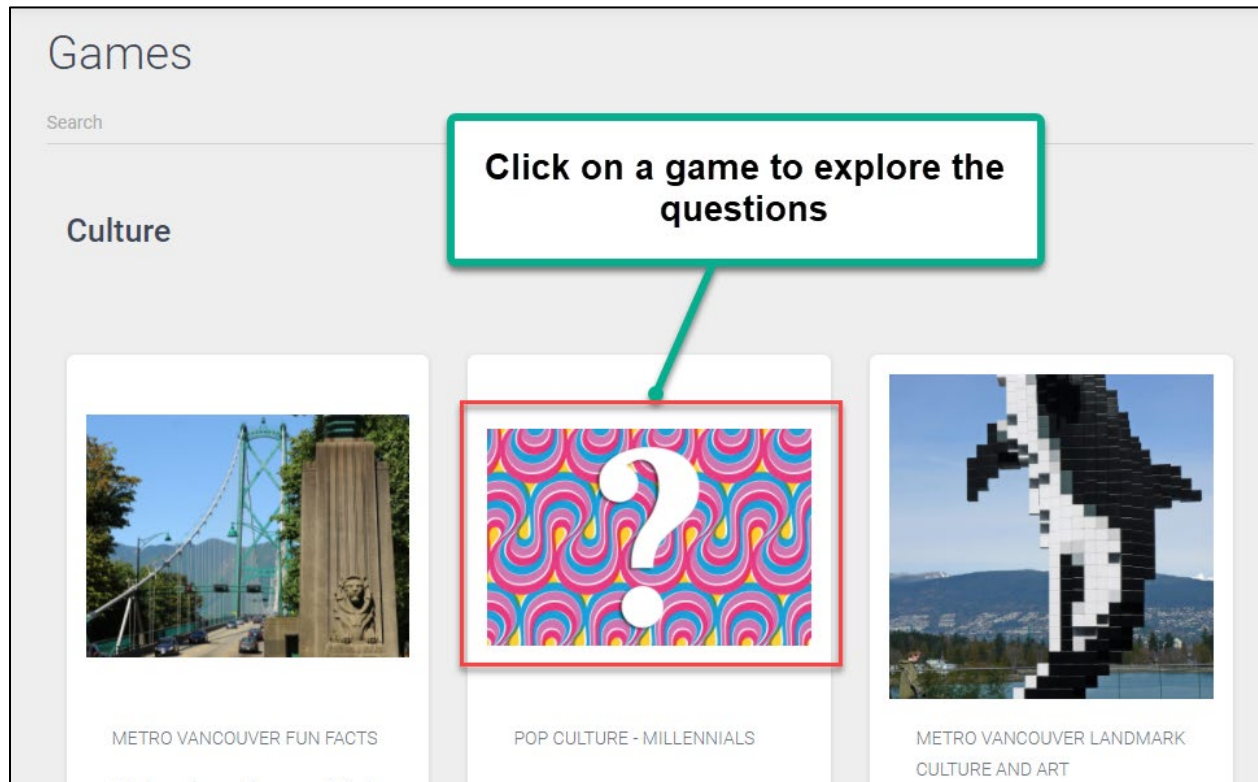 Games
Search
Click on a game to explore the
questions
Culture
?
METRO VANCOUVER FUN FACTS
POP CULTURE - MILLENNIALS
METRO VANCOUVER LANDMARK
CULTURE AND ART